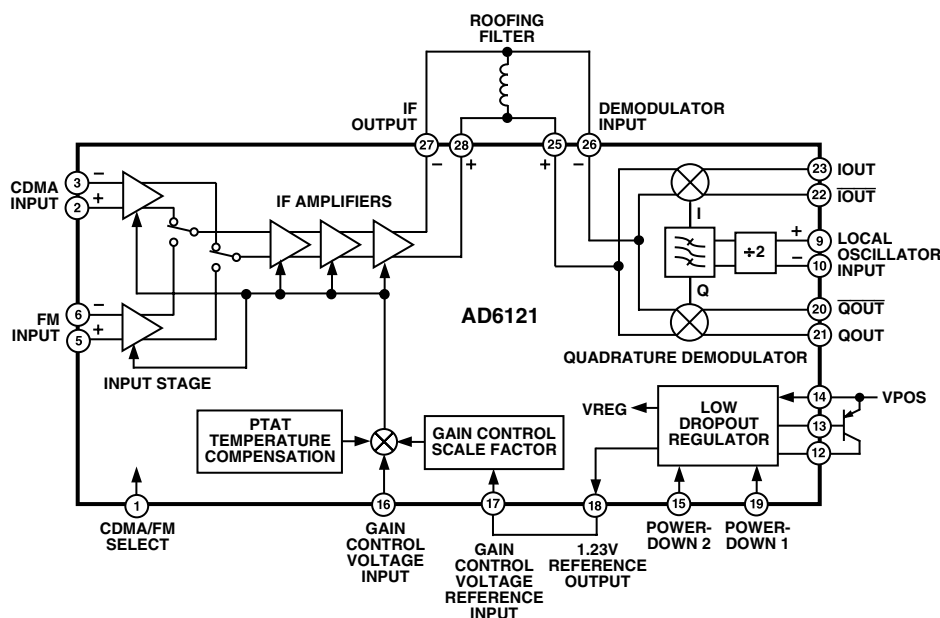 ROOFING
FILTER
IF
OUTPUT
DEMODULATOR
INPUT
27
28
25
26
−
+
+
−
CDMA
INPUT
3
−
2
+
IF AMPLIFIERS
FM
INPUT
6
−
5
+
INPUT STAGE
AD6121
I
Q
÷2
QUADRATURE DEMODULATOR
23
IOUT
22
I̅O̅U̅T̅
+
9
−
10
LOCAL
OSCILLATOR
INPUT
20
Q̅O̅U̅T̅
21
QOUT
PTAT
TEMPERATURE
COMPENSATION
GAIN CONTROL
SCALE FACTOR
VREG
LOW
DROPOUT
REGULATOR
14
VPOS
13
12
1
CDMA/FM
SELECT
16
GAIN
CONTROL
VOLTAGE
INPUT
17
GAIN
CONTROL
VOLTAGE
REFERENCE
INPUT
18
1.23V
REFERENCE
OUTPUT
15
POWER-
DOWN 2
19
POWER-
DOWN 1